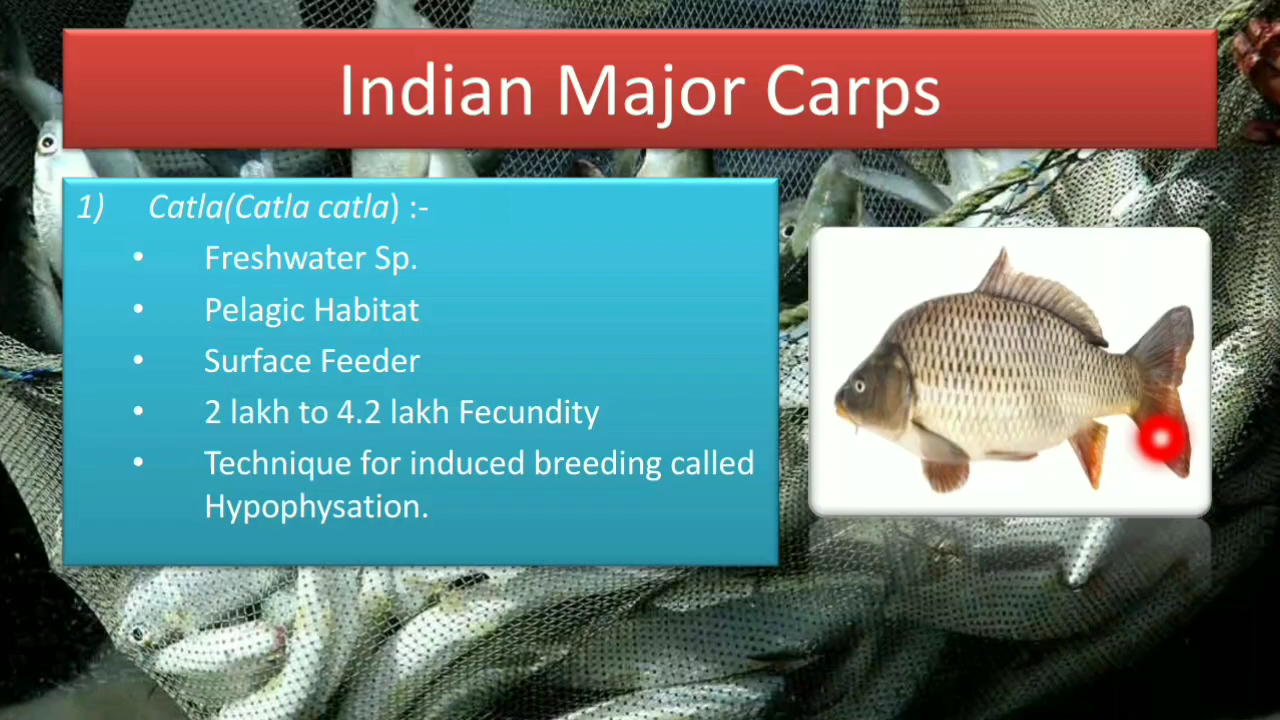 Indian Major Carps
1) Catla(Catla catla) :-
• Freshwater Sp.
• Pelagic Habitat
• Surface Feeder
• 2 lakh to 4.2 lakh Fecundity
• Technique for induced breeding called
Hypophysation.